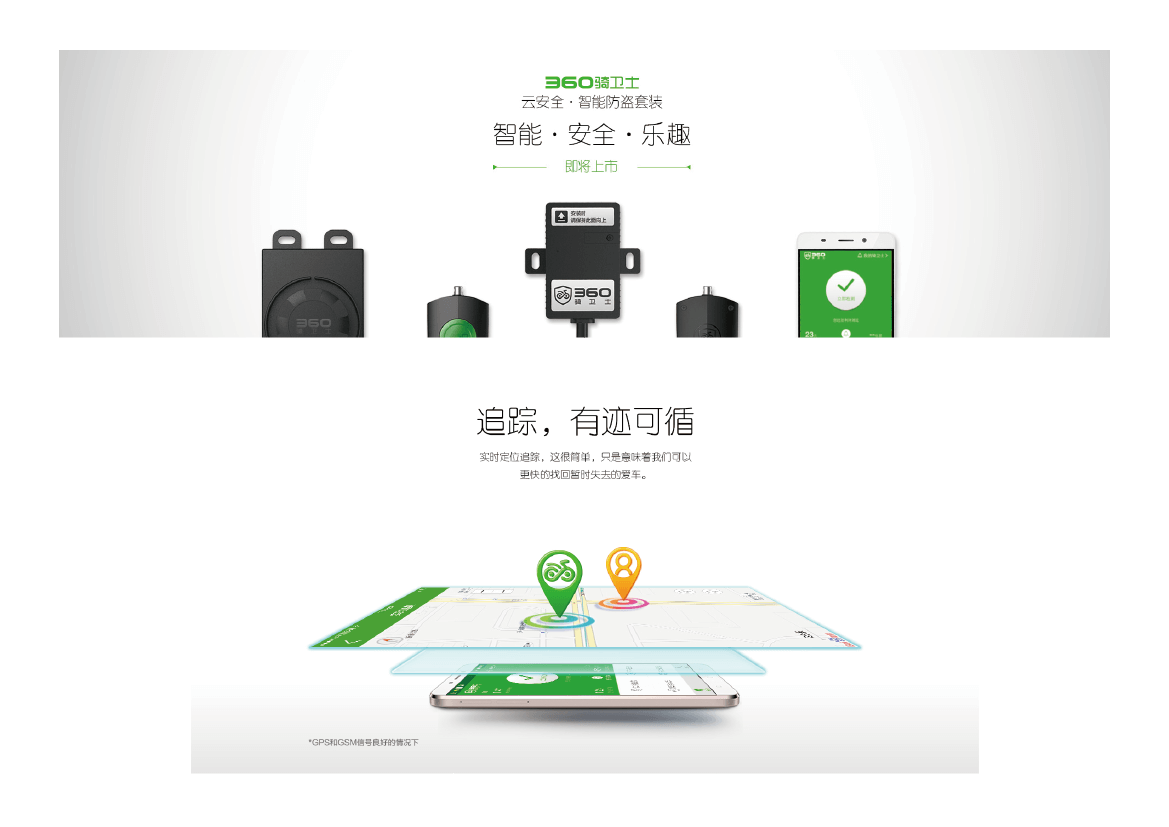 360骑卫士
云安全·智能防盗套装
智能·安全·乐趣
即将上市
安装时
请保持此面向上
360
骑卫士
360
360
23
追踪，有迹可循
实时定位追踪，这很简单，只是意味着我们可以
更快的找回暂时失去的爱车。
*GPS和GSM信号良好的情况下